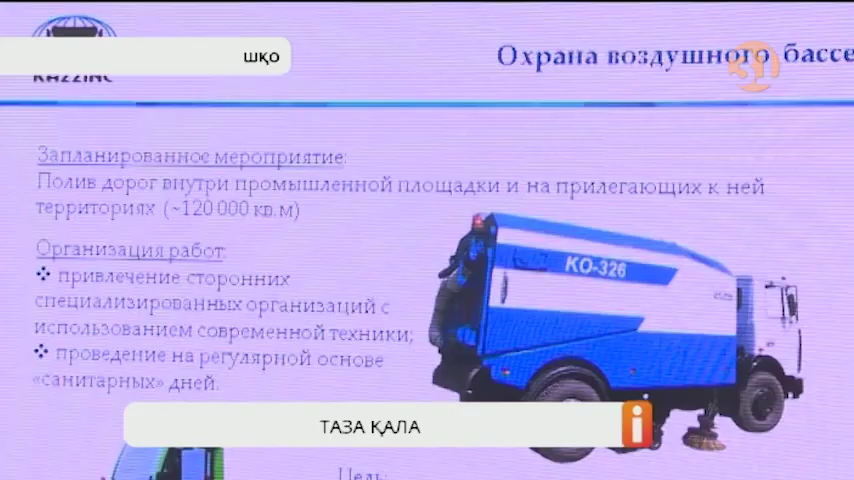 шқо
KAZZINC
Охрана воздушного бассе
31
Запланированное мероприятие:
Полив дорог внутри промышленной площадки и на прилегающих к ней
территориях (~120 000 кв.м)
Организация работ:
❖ привлечение сторонних
специализированных организаций с
использованием современной техники;
❖ проведение на регулярной основе
«санитарных» дней.
КО-326
ТАЗА ҚАЛА
i
Цель: